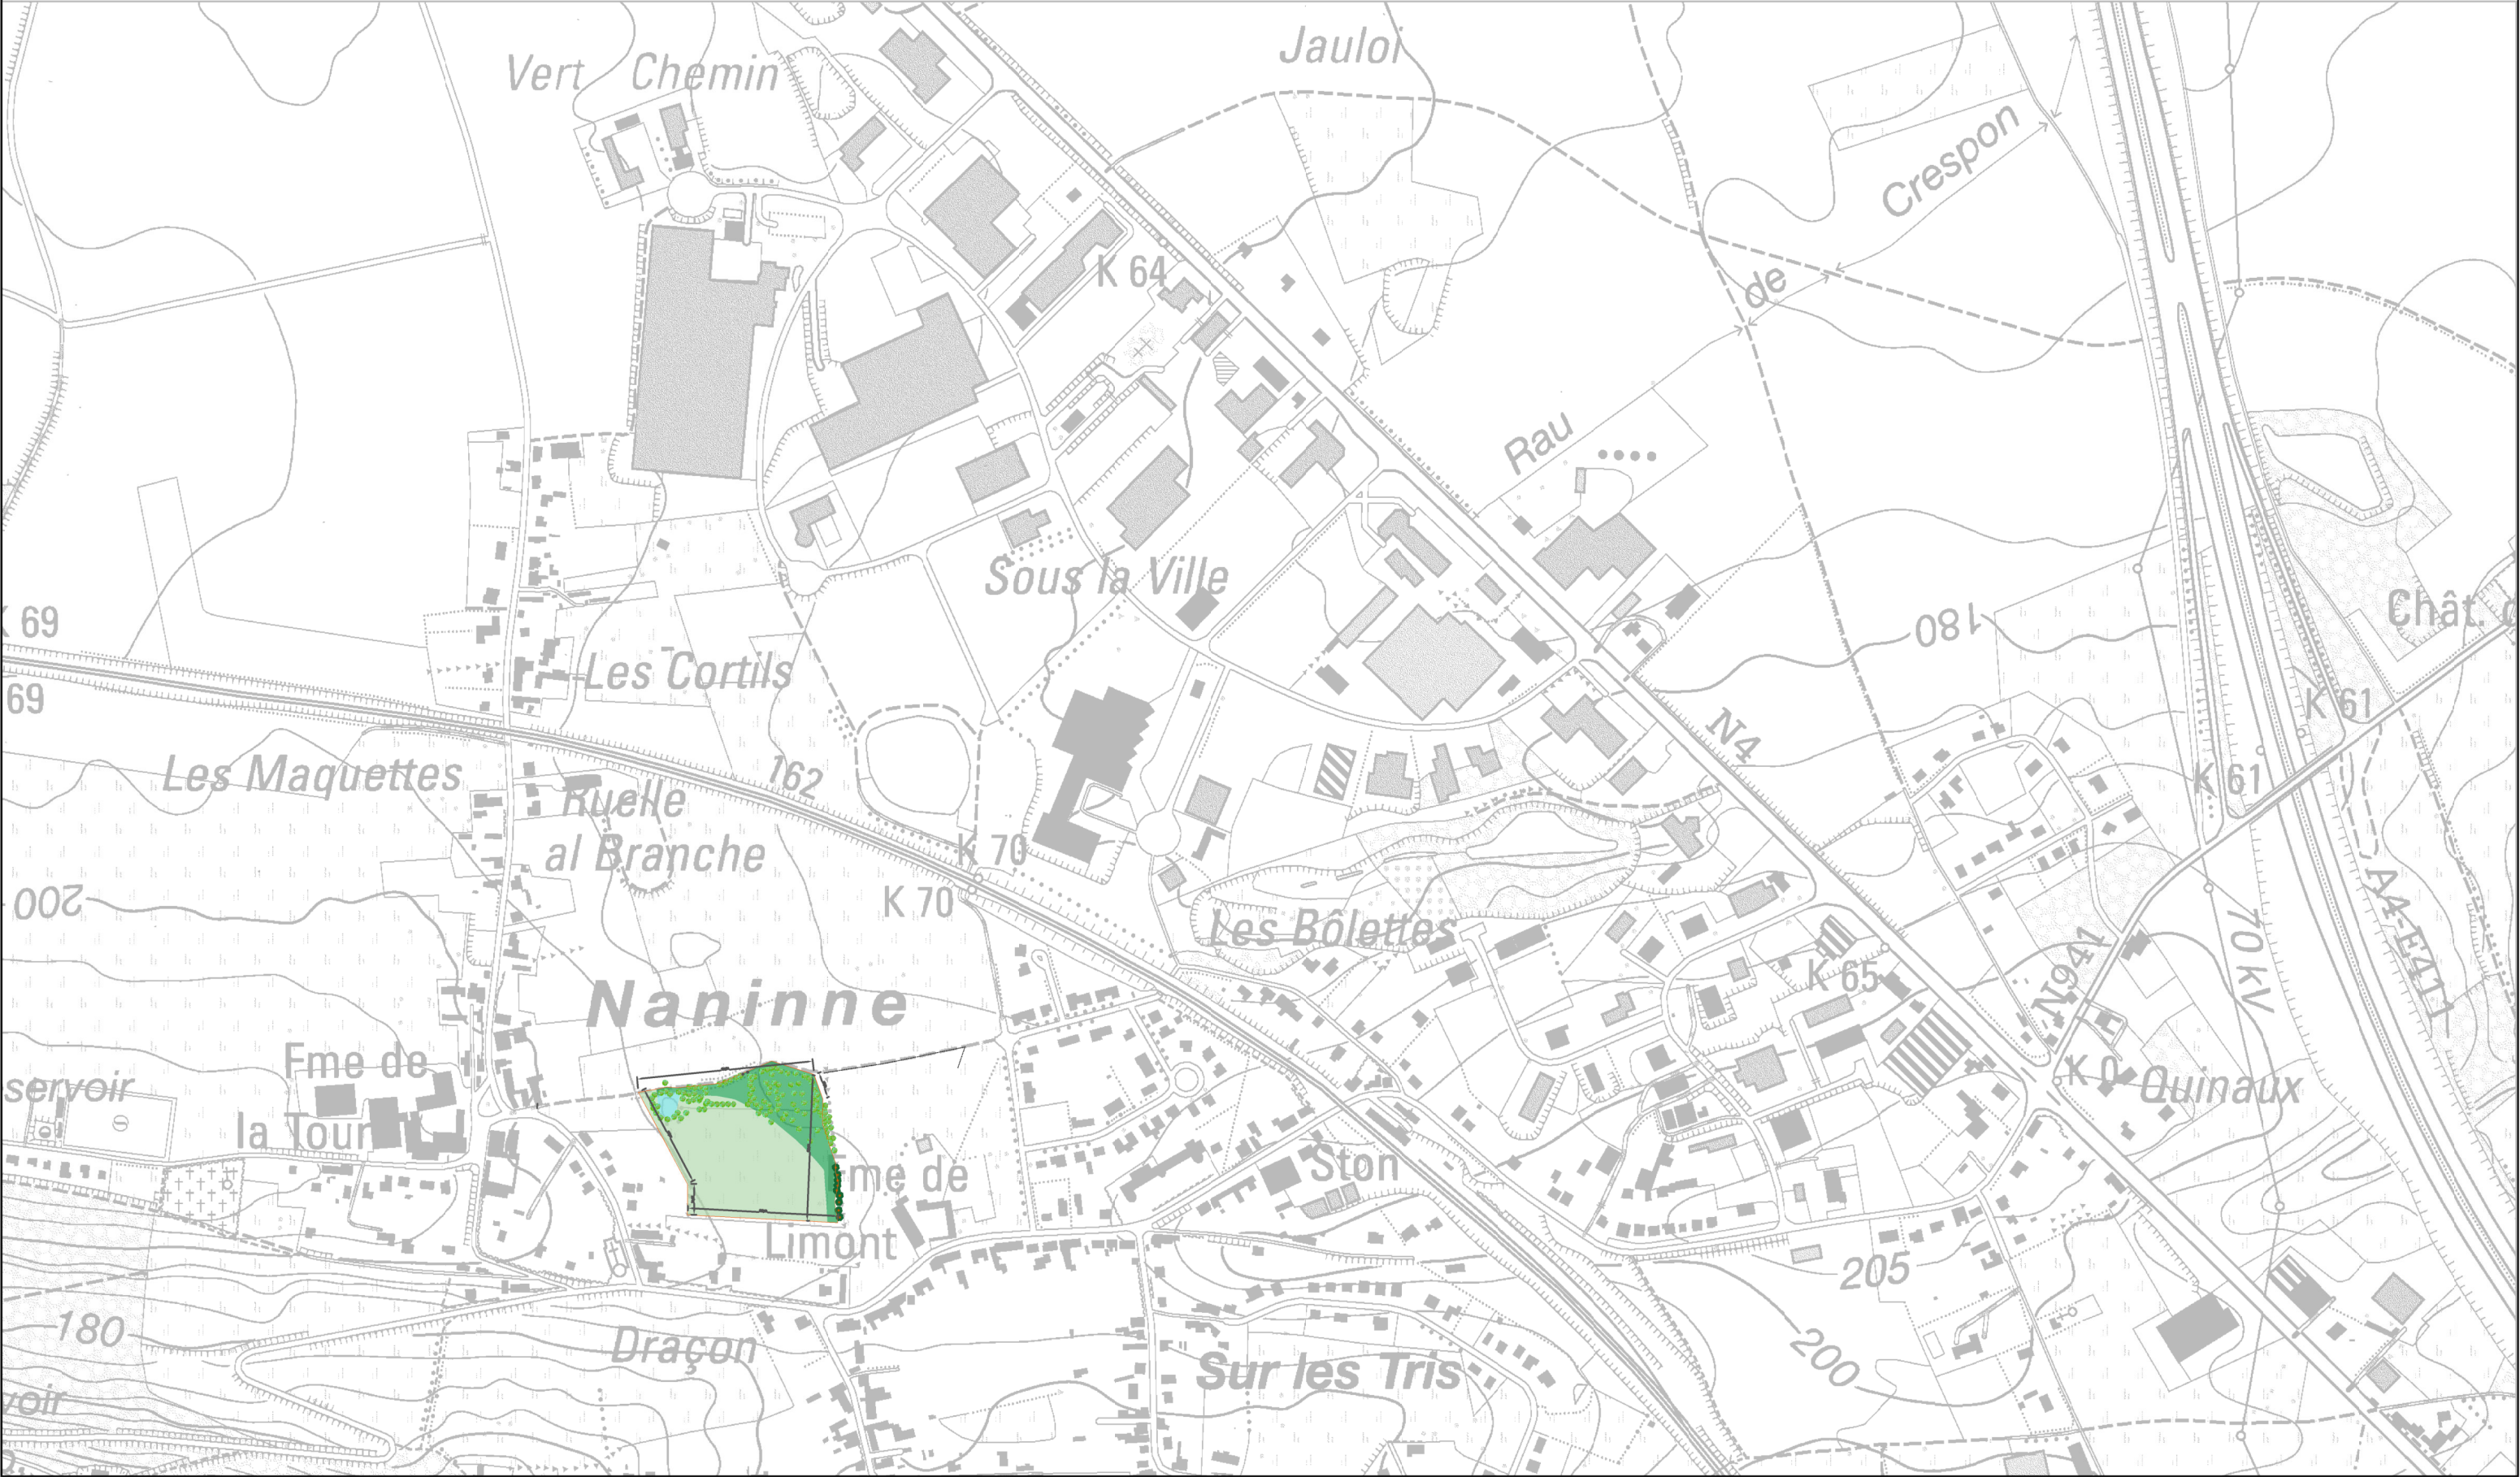 Jauloi
Vert Chemin
Crespon
K 64
de
Rau
Sous la Ville
Chât.
69
180
Les Cortils
69
K 61
N4
Les Maquettes
162
K 61
Ruelle
al Branche
K 70
K 70
200
Les Bôlettes
A4-E411
70 kV
N941
K 65
Naninne
Fme de
la Tour
servoir
K 0
Quinaux
Fme de
Limont
Ston
205
180
Draçon
Sur les Tris
200
voir